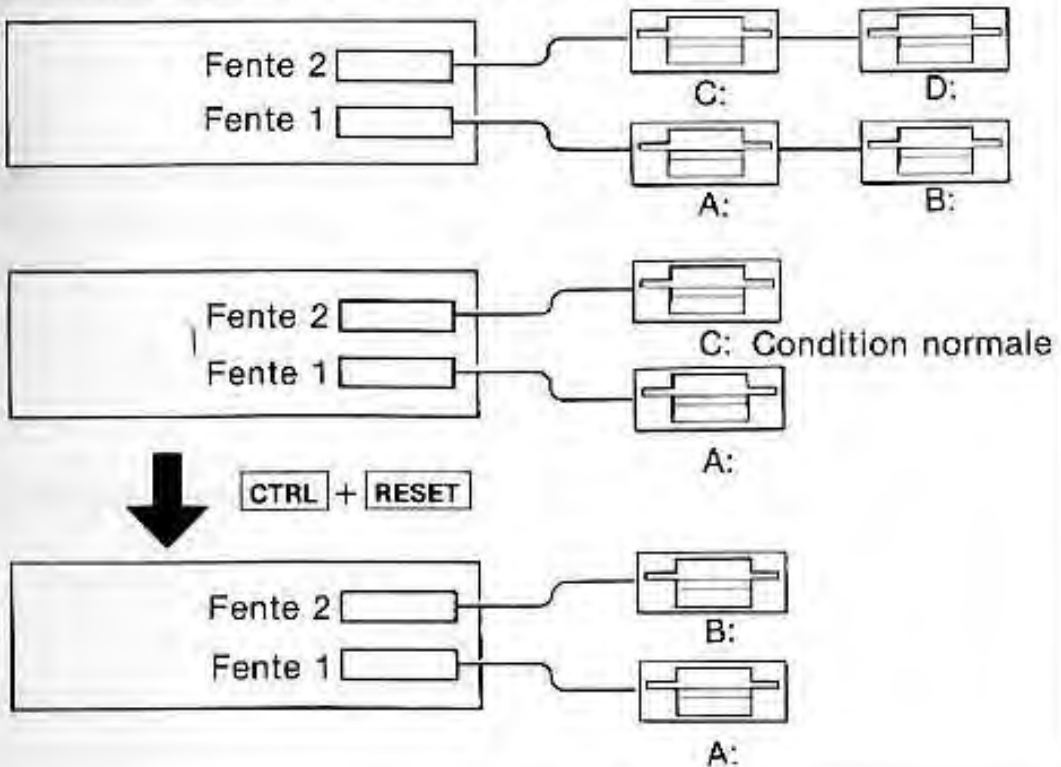 Fente 2
C: D:
Fente 1
A: B:
Fente 2
C: Condition normale
Fente 1
A:
CTRL + RESET
Fente 2
B:
Fente 1
A: